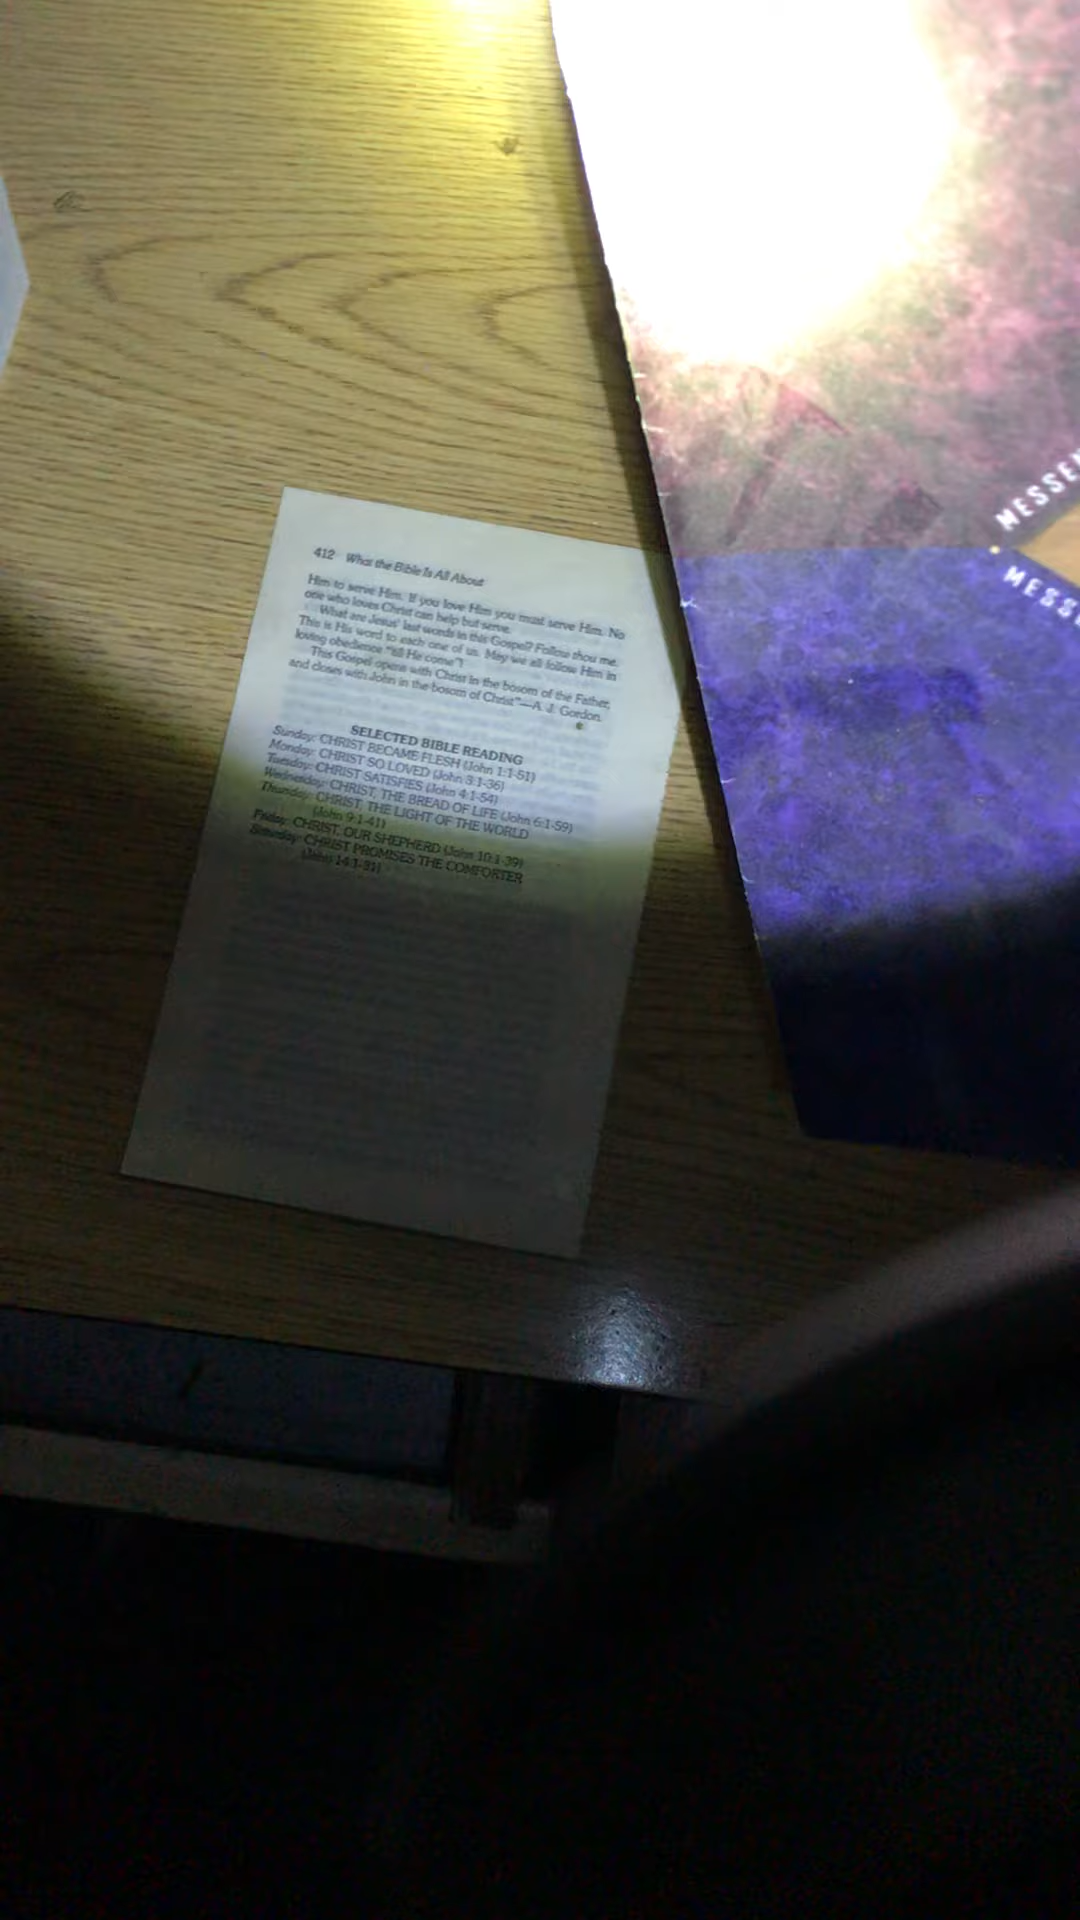 412 What the Bible Is All About
Him to serve Him. If you love Him you must serve Him. No
one who loves Christ can help but serve.
What are Jesus' last words in this Gospel? Follow thou me.
This is His word to each one of us. May we all follow Him in
loving obedience "till He come"!
This Gospel opens with Christ in the bosom of the Father,
and closes with John in the bosom of Christ"—A. J. Gordon.
SELECTED BIBLE READING
Sunday: CHRIST BECAME FLESH (John 1:1-51)
Monday: CHRIST SO LOVED (John 3:1-36)
Tuesday: CHRIST SATISFIES (John 4:1-54)
Wednesday: CHRIST, THE BREAD OF LIFE (John 6:1-59)
Thursday: CHRIST, THE LIGHT OF THE WORLD
(John 9:1-41)
Friday: CHRIST, OUR SHEPHERD (John 10:1-39)
Saturday: CHRIST PROMISES THE COMFORTER
(John 14:1-31)
MESSEN
MESS